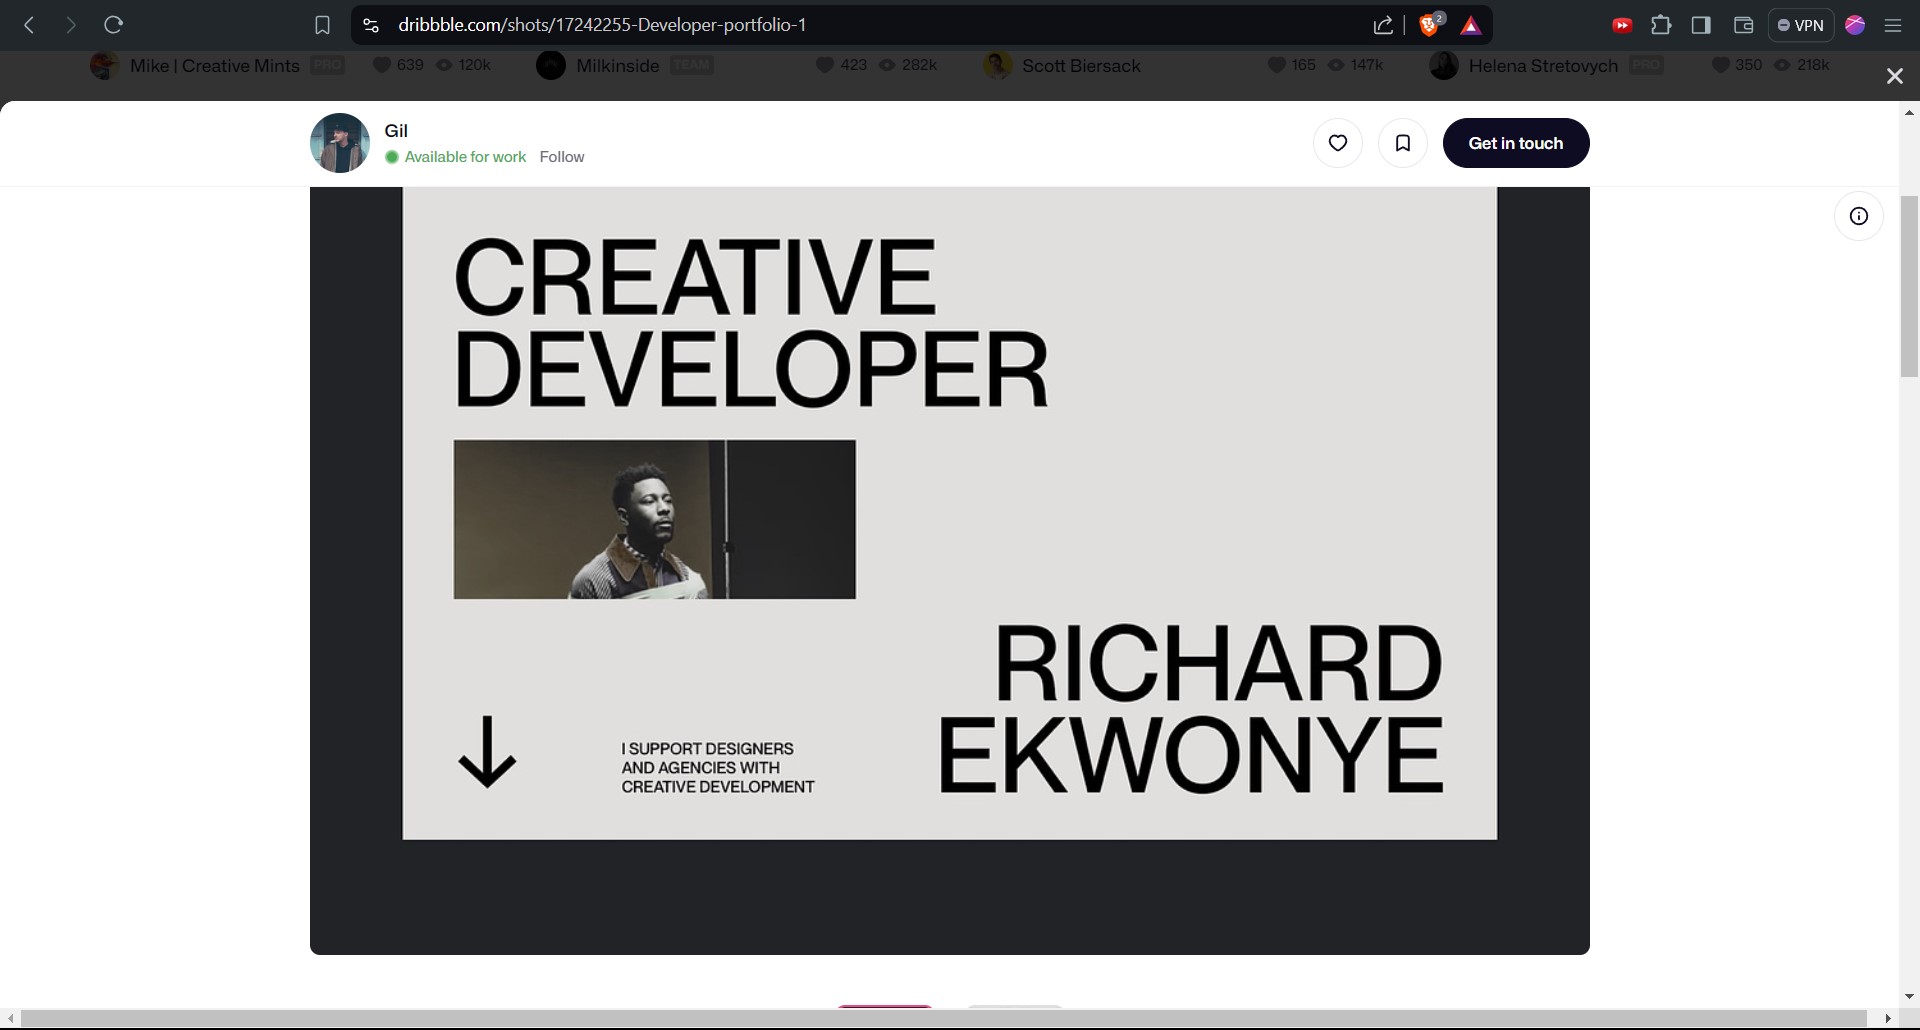 dribbble.com/shots/17242255-Developer-portfolio-1
2
VPN
Mike | Creative Mints PRO 639 120k Milkinside TEAM 423 282k Scott Biersack 165 147k Helena Stretovych PRO 350 218k
Gil
Available for work Follow
Get in touch
CREATIVE
DEVELOPER
RICHARD
EKWONYE
I SUPPORT DESIGNERS
AND AGENCIES WITH
CREATIVE DEVELOPMENT